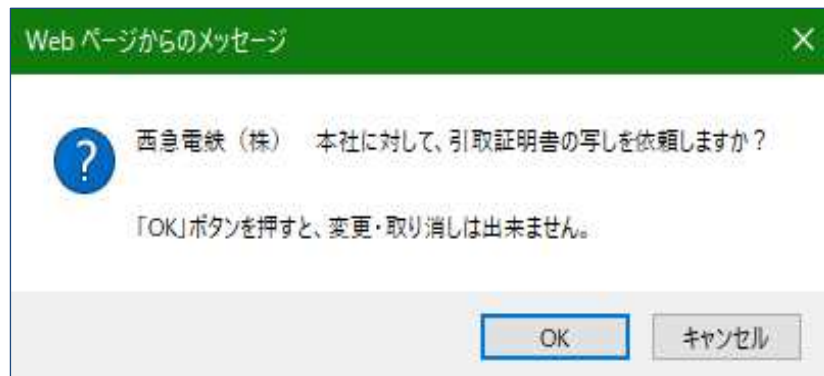 Web ページからのメッセージ
西急電鉄（株）　本社に対して、引取証明書の写しを依頼しますか？
「OK」ボタンを押すと、変更・取り消しは出来ません。
OK
キャンセル